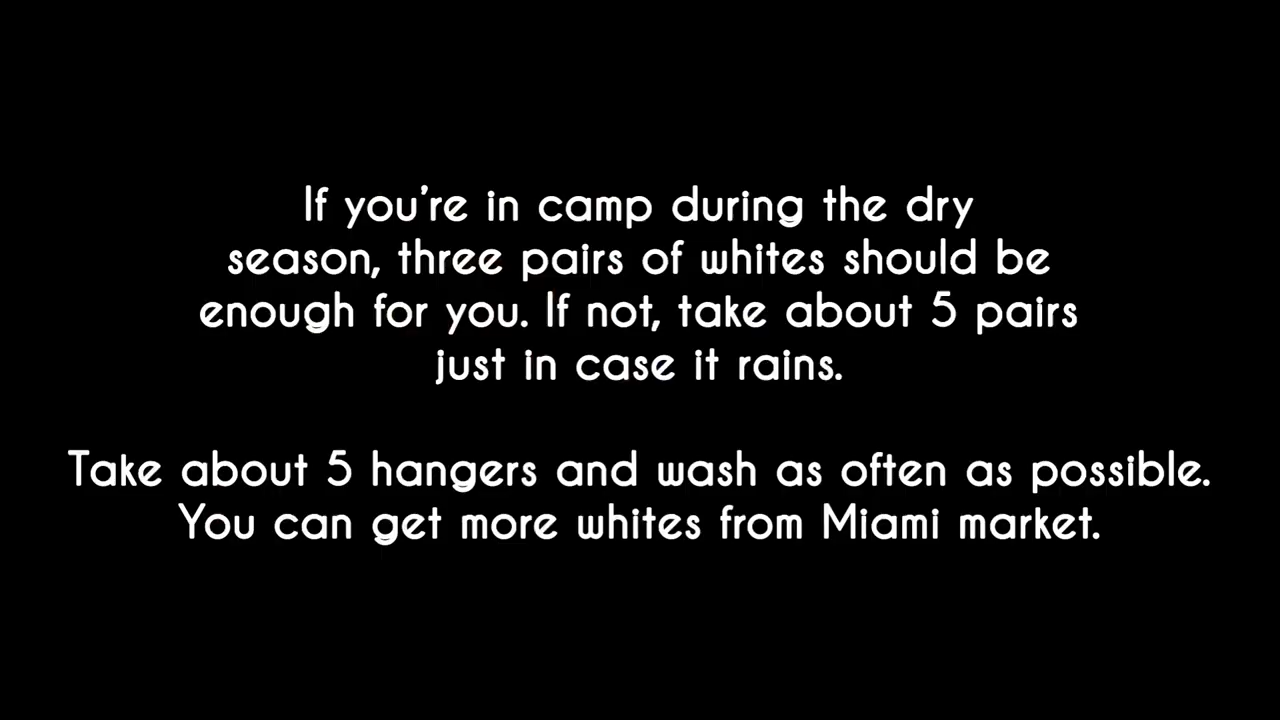 If you're in camp during the dry
season, three pairs of whites should be
enough for you. If not, take about 5 pairs
just in case it rains.
Take about 5 hangers and wash as often as possible.
You can get more whites from Miami market.